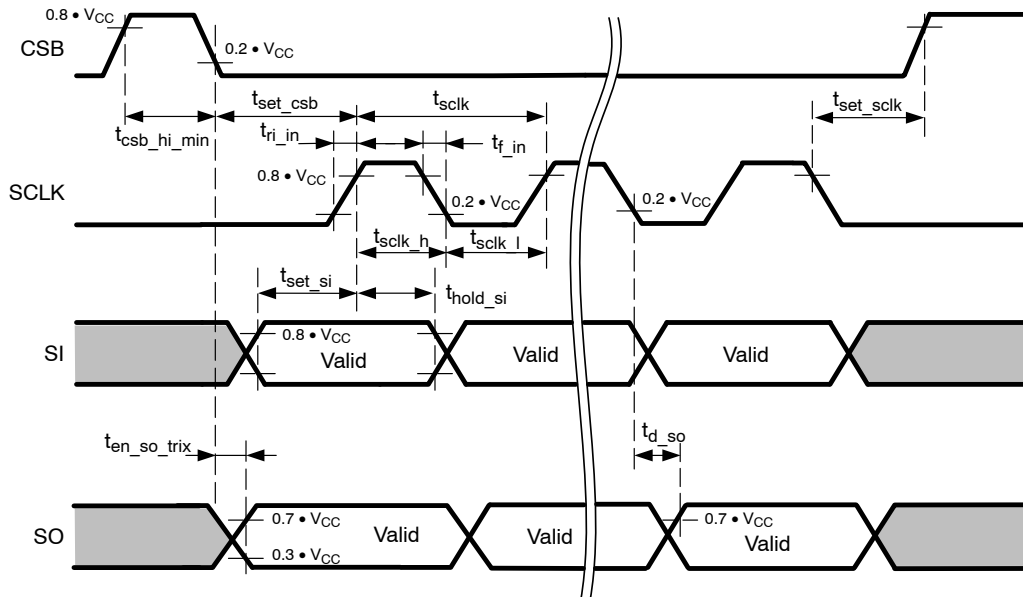 0.8 • VCC
CSB
0.2 • VCC
tcsb_hi_min
tset_csb
tsclk
tset_sclk
tri_in
tf_in
0.8 • VCC
SCLK
0.2 • VCC
0.2 • VCC
tsclk_h
tsclk_l
tset_si
thold_si
0.8 • VCC
SI
Valid
Valid
Valid
ten_so_trix
td_so
0.7 • VCC
0.7 • VCC
SO
Valid
Valid
Valid
0.3 • VCC